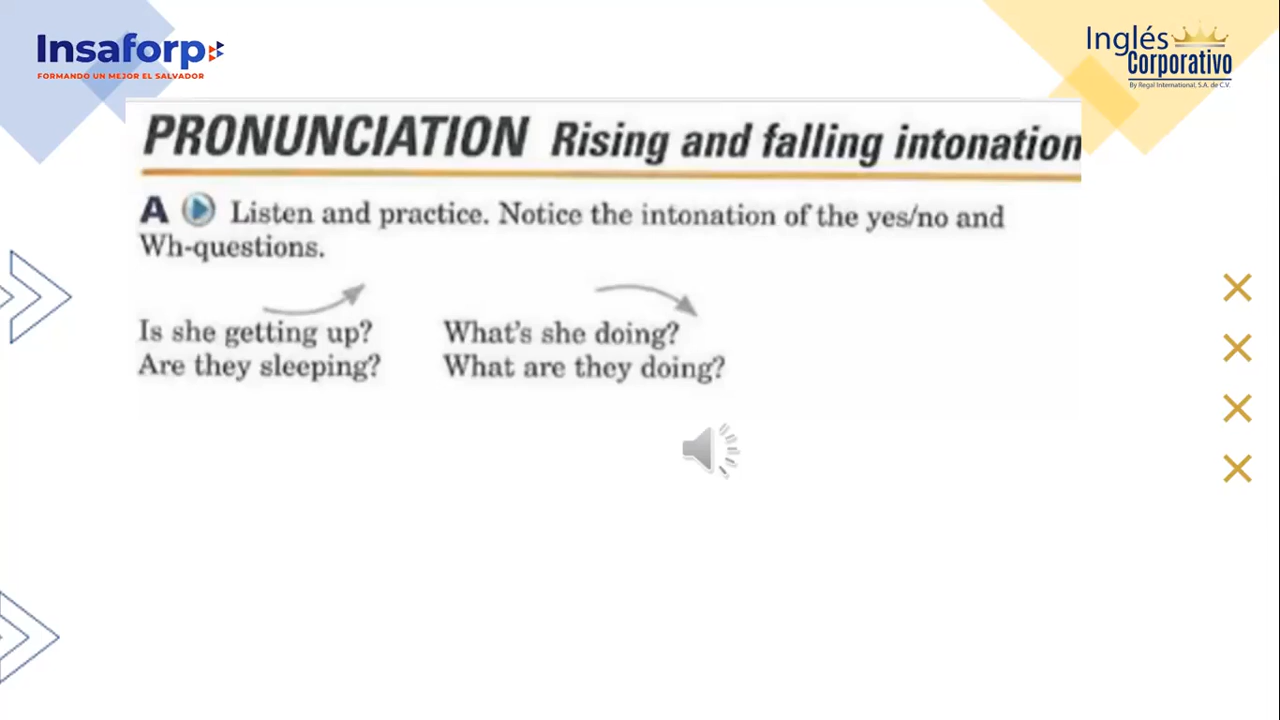 Insaforp
FORMANDO UN MEJOR EL SALVADOR
Inglés
Corporativo
By Regal International, S.A. de C.V.
PRONUNCIATION Rising and falling intonation
A Listen and practice. Notice the intonation of the yes/no and
Wh-questions.
Is she getting up? What's she doing?
Are they sleeping? What are they doing?